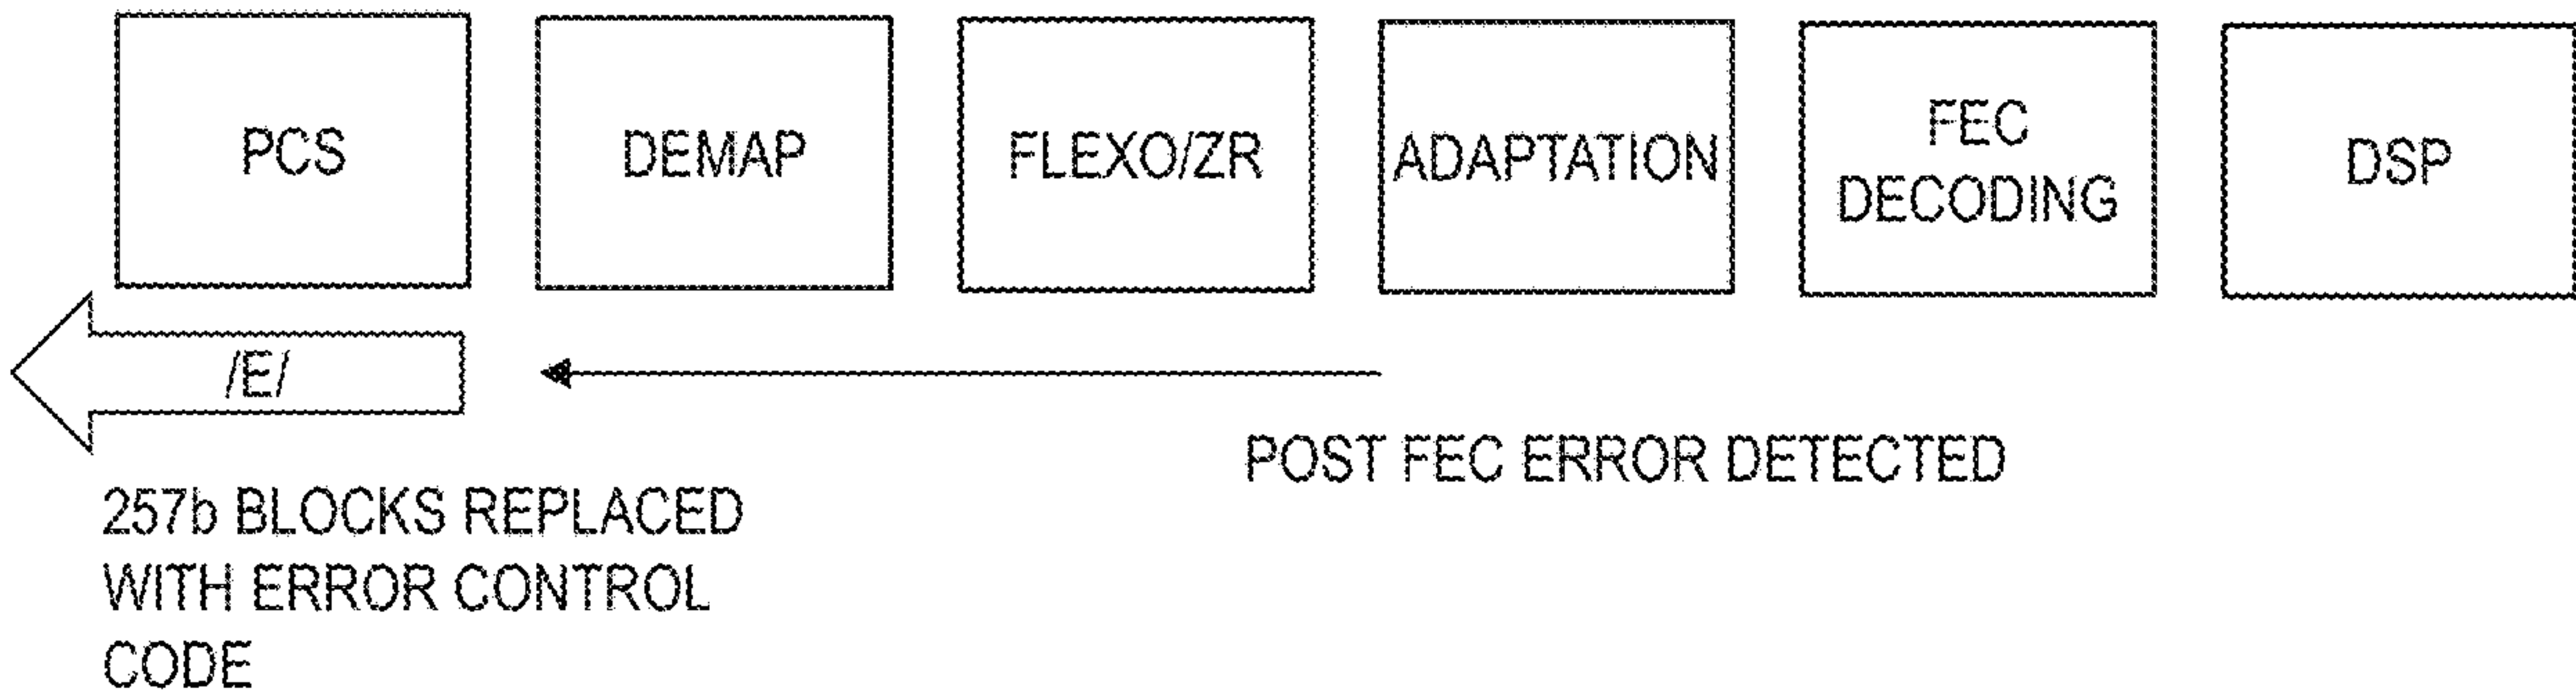 PCS
DEMAP
FLEXO/ZR
ADAPTATION
FEC
DECODING
DSP
/E/
POST FEC ERROR DETECTED
257b BLOCKS REPLACED
WITH ERROR CONTROL
CODE